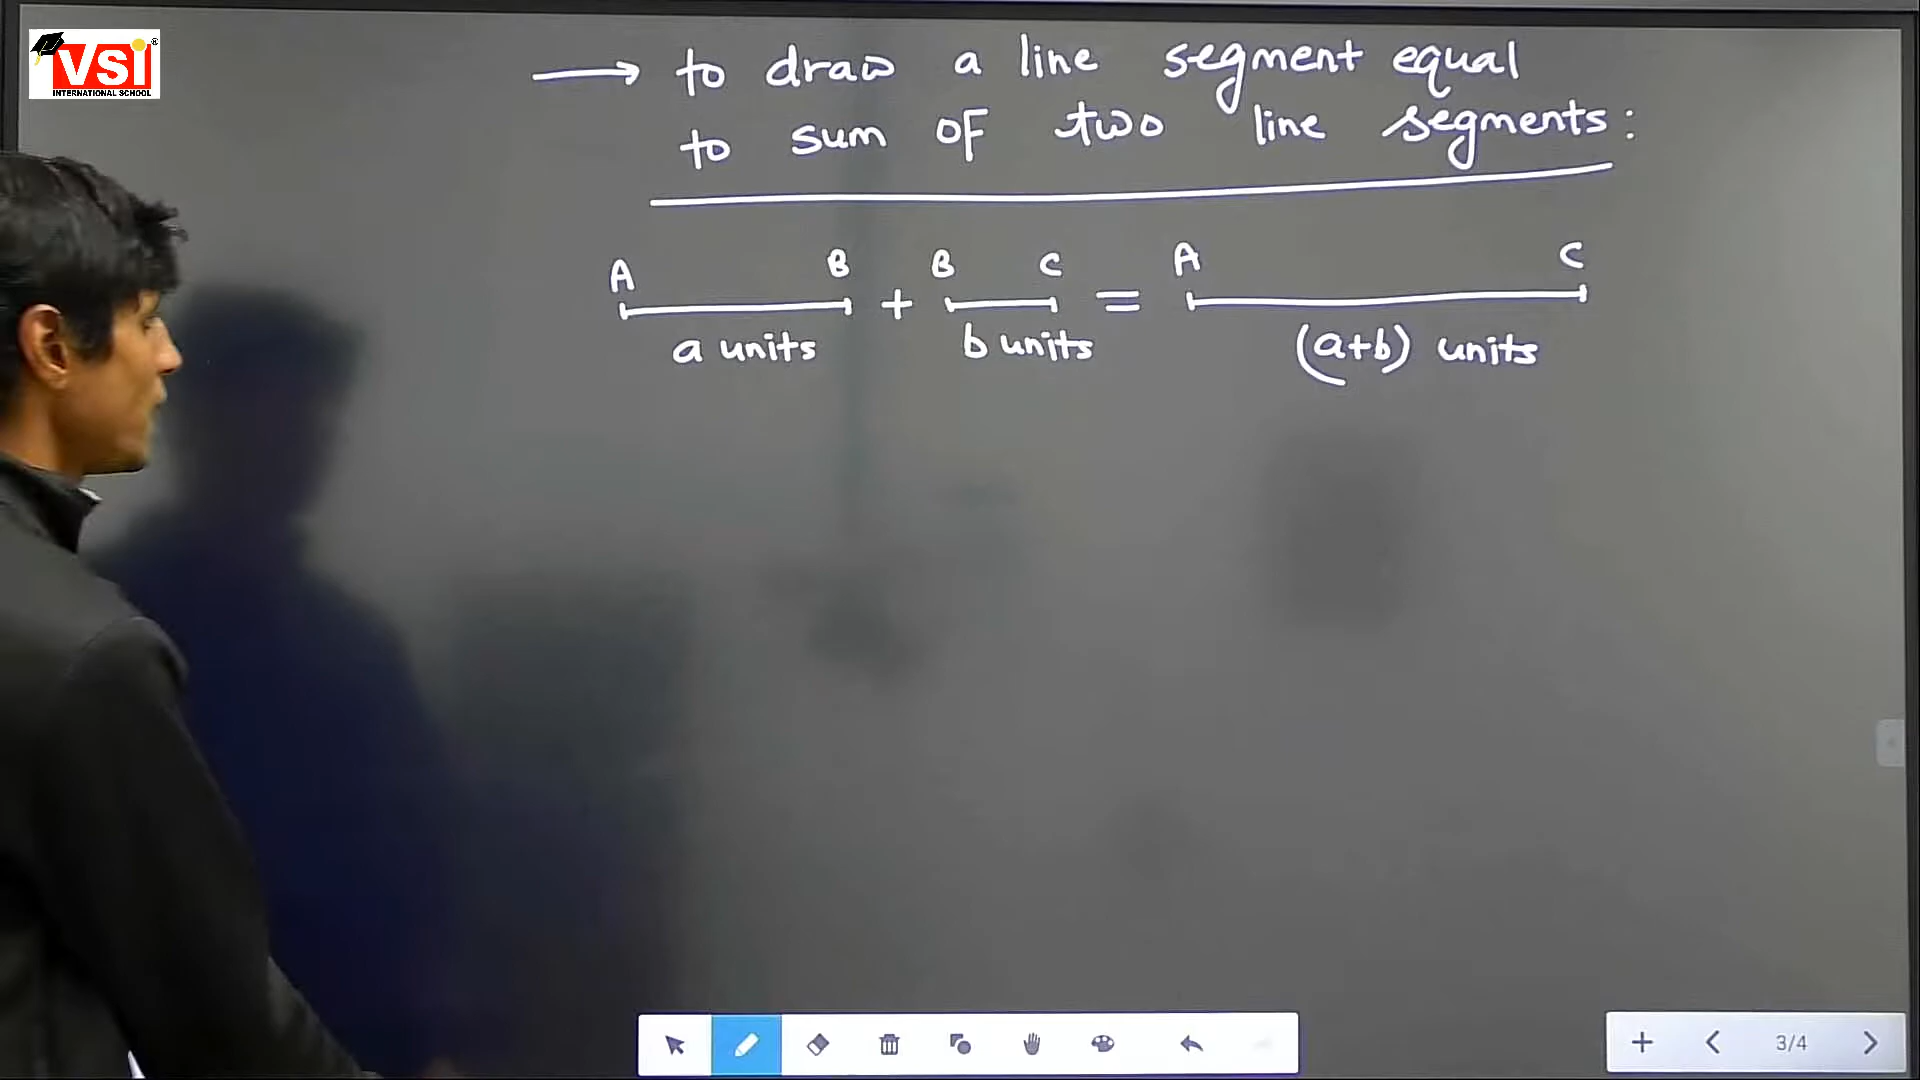 VSI
INTERNATIONAL SCHOOL
→ to draw a line segment equal
to sum of two line segments:
A B B C A C
+ =
a units b units (a+b) units
3/4